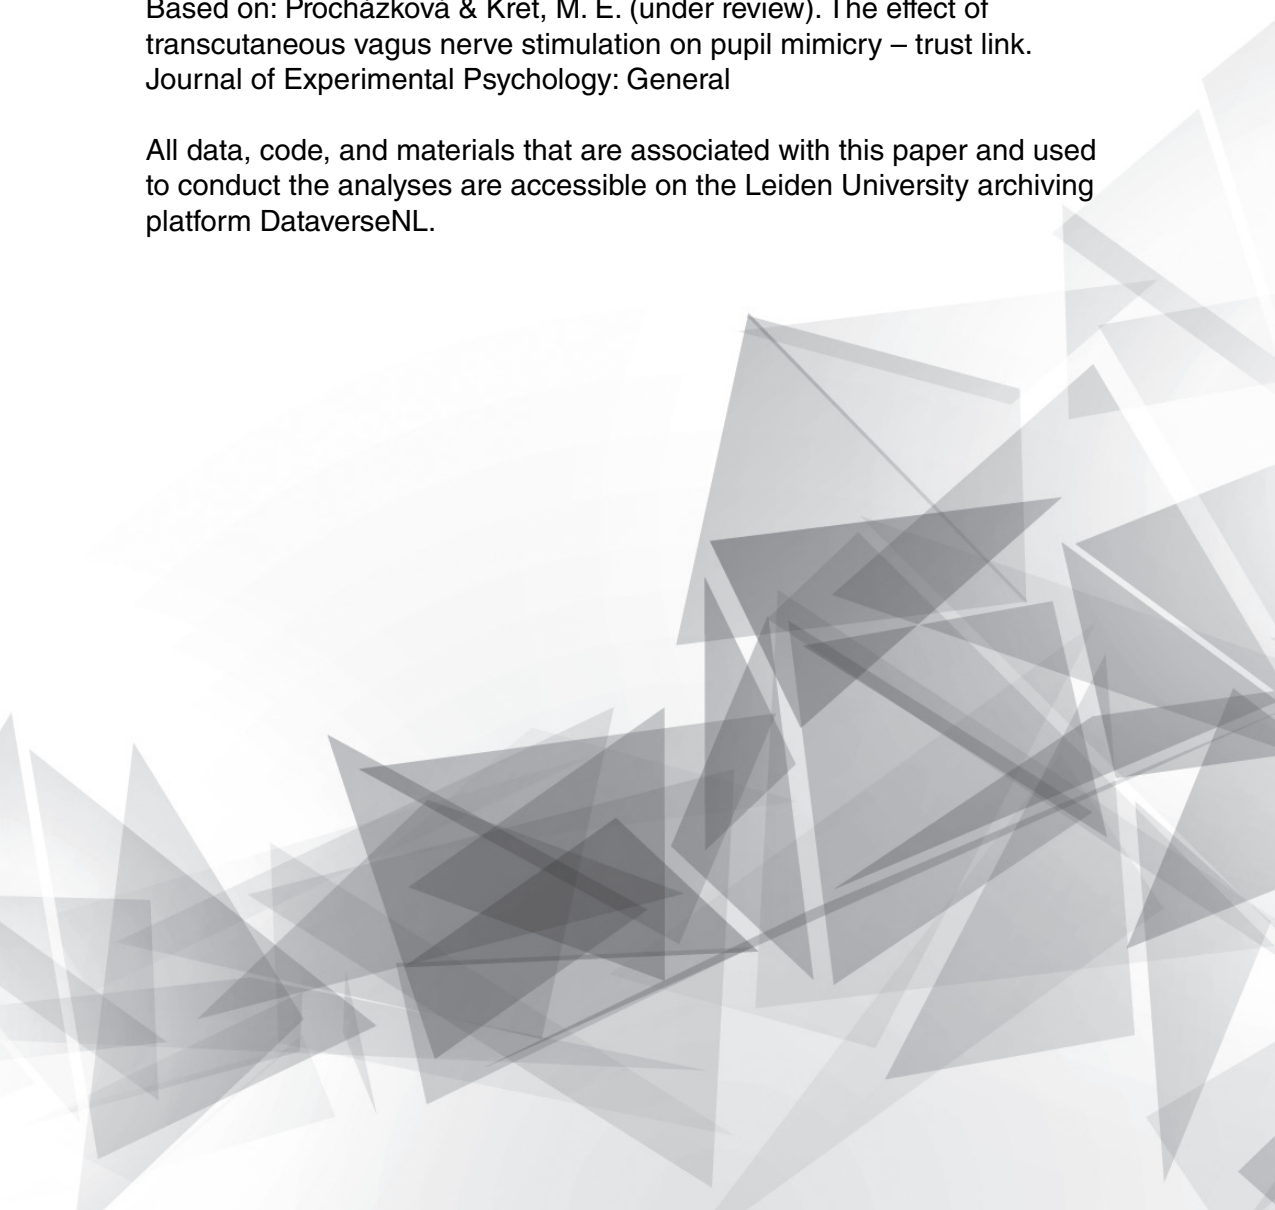 Based on: Procházková & Kret, M. E. (under review). The effect of
transcutaneous vagus nerve stimulation on pupil mimicry – trust link.
Journal of Experimental Psychology: General
All data, code, and materials that are associated with this paper and used
to conduct the analyses are accessible on the Leiden University archiving
platform DataverseNL.